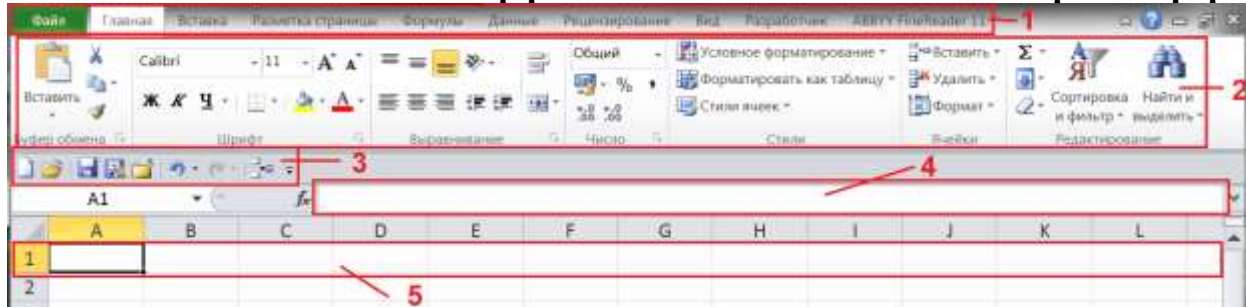 Файл Главная Вставка Разметка страницы Формулы Данные Рецензирование Вид Разработчик ABBYY FineReader 11 1
Вставить Calibri 11 A A Общий Условное форматирование Вставить Σ
% Форматировать как таблицу Удалить 2
Ж К Ч A Стили ячеек Формат Сортировка и фильтр Найти и выделить
Буфер обмена Шрифт Выравнивание Число Стили Ячейки Редактирование
3
4
A1 fx
A B C D E F G H I J K L
1
2
5